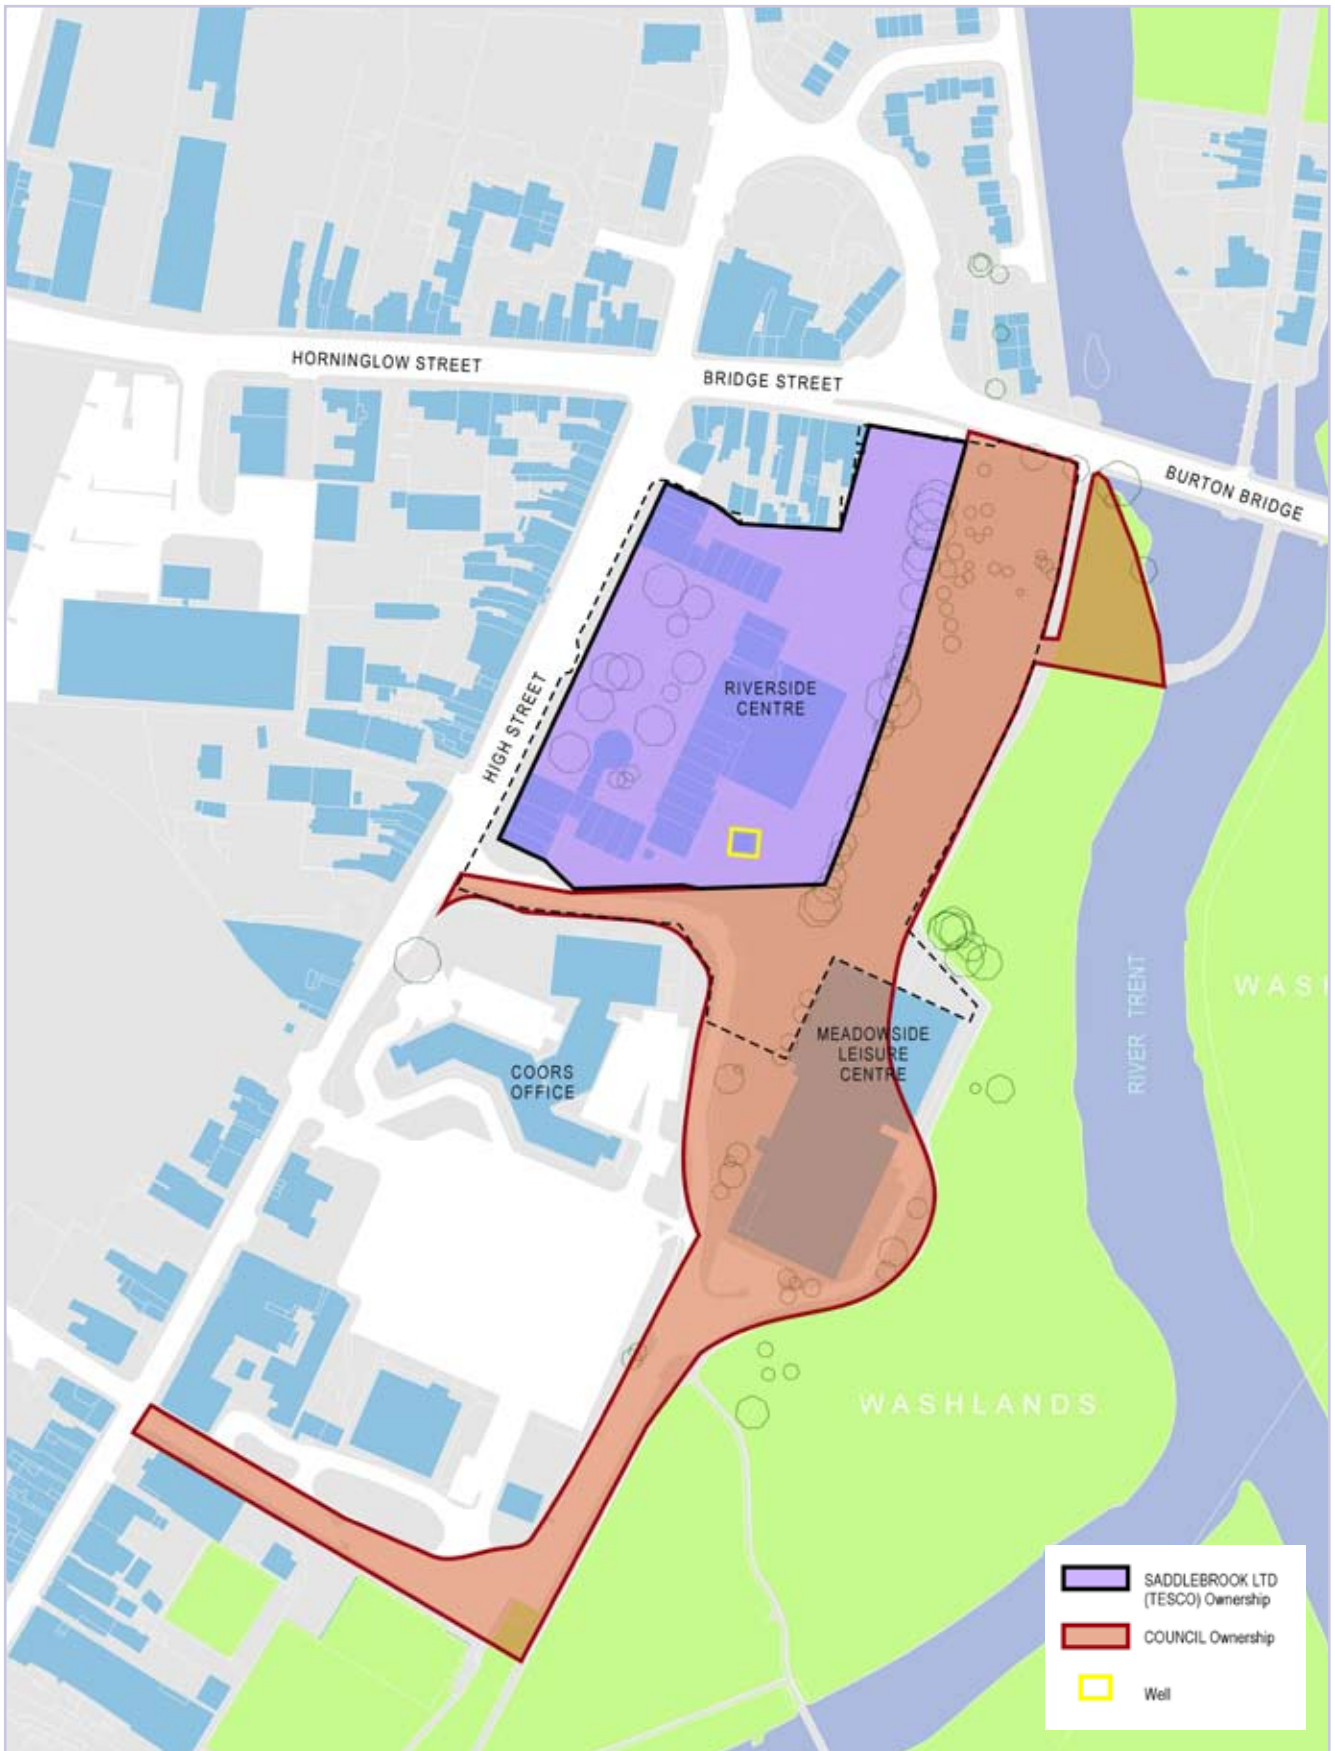 HORNINGLOW STREET
BRIDGE STREET
BURTON BRIDGE
RIVERSIDE
CENTRE
HIGH STREET
RIVER TRENT
WASH
MEADOWSIDE
LEISURE
CENTRE
COORS
OFFICE
WASHLANDS
SADDLEBROOK LTD
(TESCO) Ownership
COUNCIL Ownership
Well